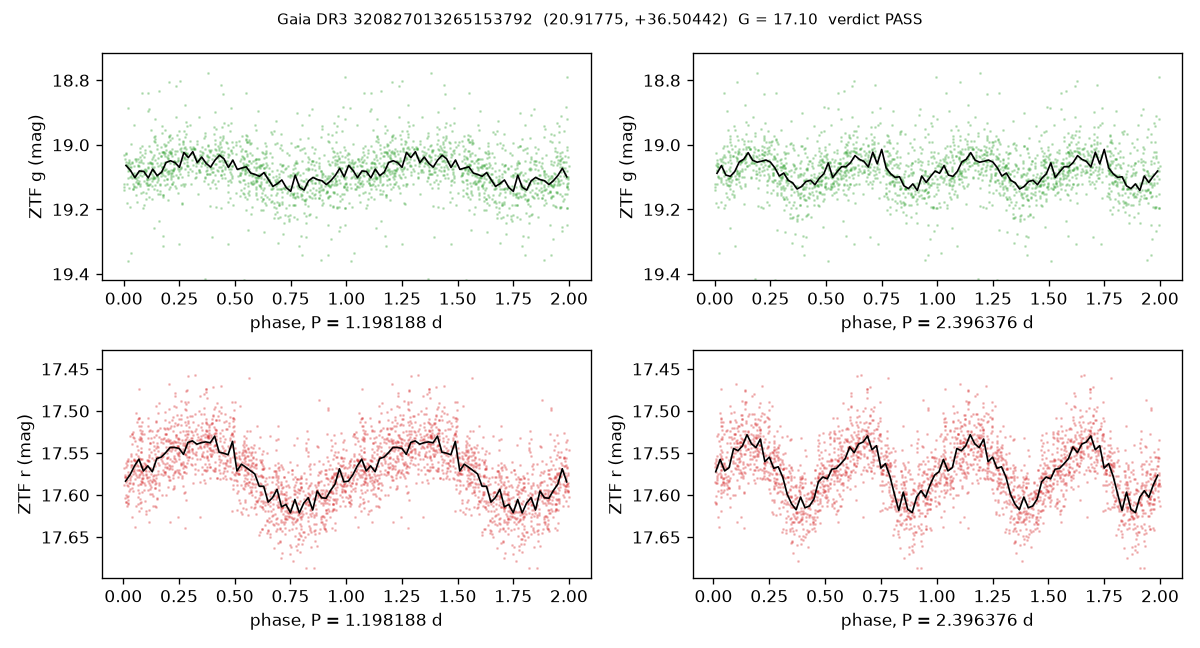 Gaia DR3 320827013265153792 (20.91775, +36.50442) G = 17.10 verdict PASS
ZTF g (mag)
18.8
19.0
19.2
19.4
0.00 0.25 0.50 0.75 1.00 1.25 1.50 1.75 2.00
phase, P = 1.198188 d
ZTF g (mag)
18.8
19.0
19.2
19.4
0.00 0.25 0.50 0.75 1.00 1.25 1.50 1.75 2.00
phase, P = 2.396376 d
ZTF r (mag)
17.45
17.50
17.55
17.60
17.65
0.00 0.25 0.50 0.75 1.00 1.25 1.50 1.75 2.00
phase, P = 1.198188 d
ZTF r (mag)
17.45
17.50
17.55
17.60
17.65
0.00 0.25 0.50 0.75 1.00 1.25 1.50 1.75 2.00
phase, P = 2.396376 d